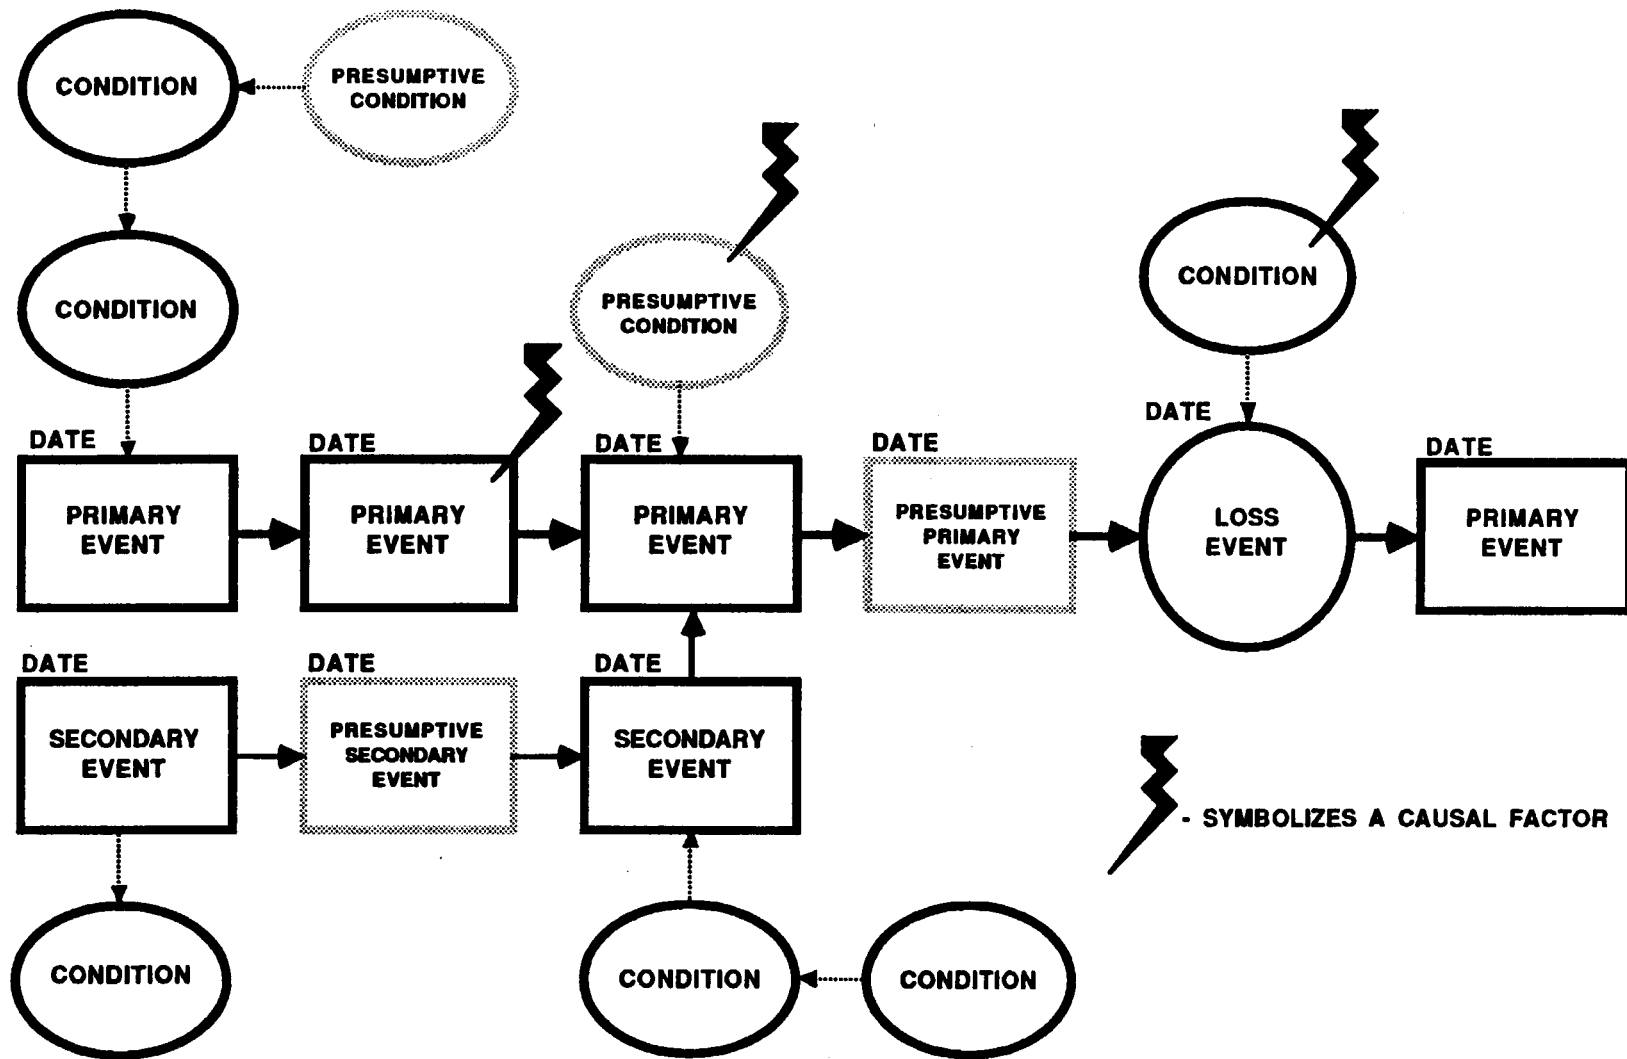 CONDITION
PRESUMPTIVE
CONDITION
CONDITION
PRESUMPTIVE
CONDITION
CONDITION
DATE
DATE
DATE
DATE
DATE
DATE
PRIMARY
EVENT
PRIMARY
EVENT
PRIMARY
EVENT
PRESUMPTIVE
PRIMARY
EVENT
LOSS
EVENT
PRIMARY
EVENT
DATE
DATE
DATE
SECONDARY
EVENT
PRESUMPTIVE
SECONDARY
EVENT
SECONDARY
EVENT
- SYMBOLIZES A CAUSAL FACTOR
CONDITION
CONDITION
CONDITION